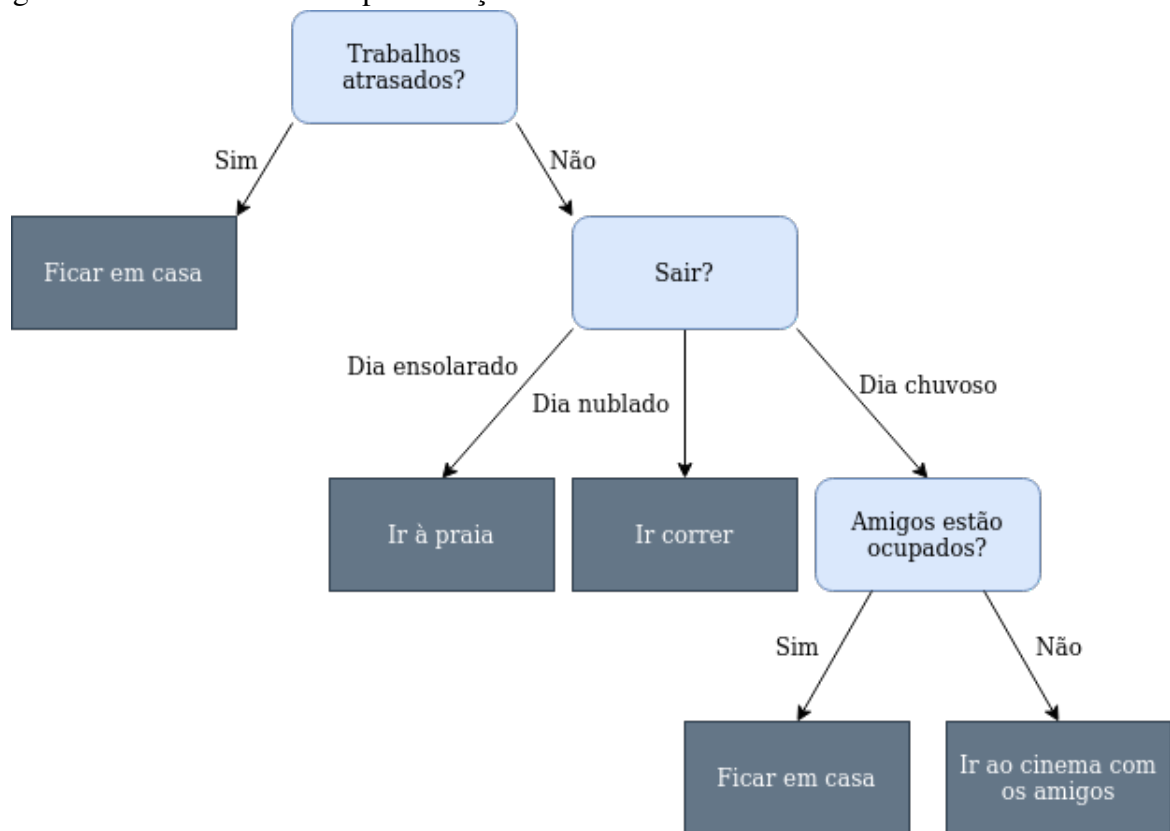 Trabalhos
atrasados?
Sim
Não
Ficar em casa
Sair?
Dia ensolarado
Dia nublado
Dia chuvoso
Ir à praia
Ir correr
Amigos estão
ocupados?
Sim
Não
Ficar em casa
Ir ao cinema com
os amigos